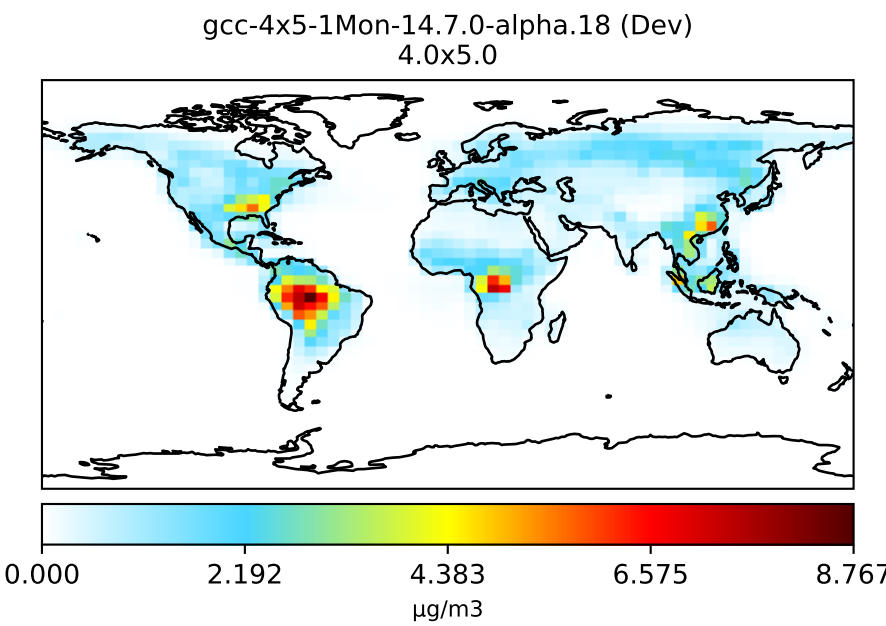 gcc-4x5-1Mon-14.7.0-alpha.18 (Dev)
4.0x5.0
0.000 2.192 4.383 6.575 8.767
μg/m3